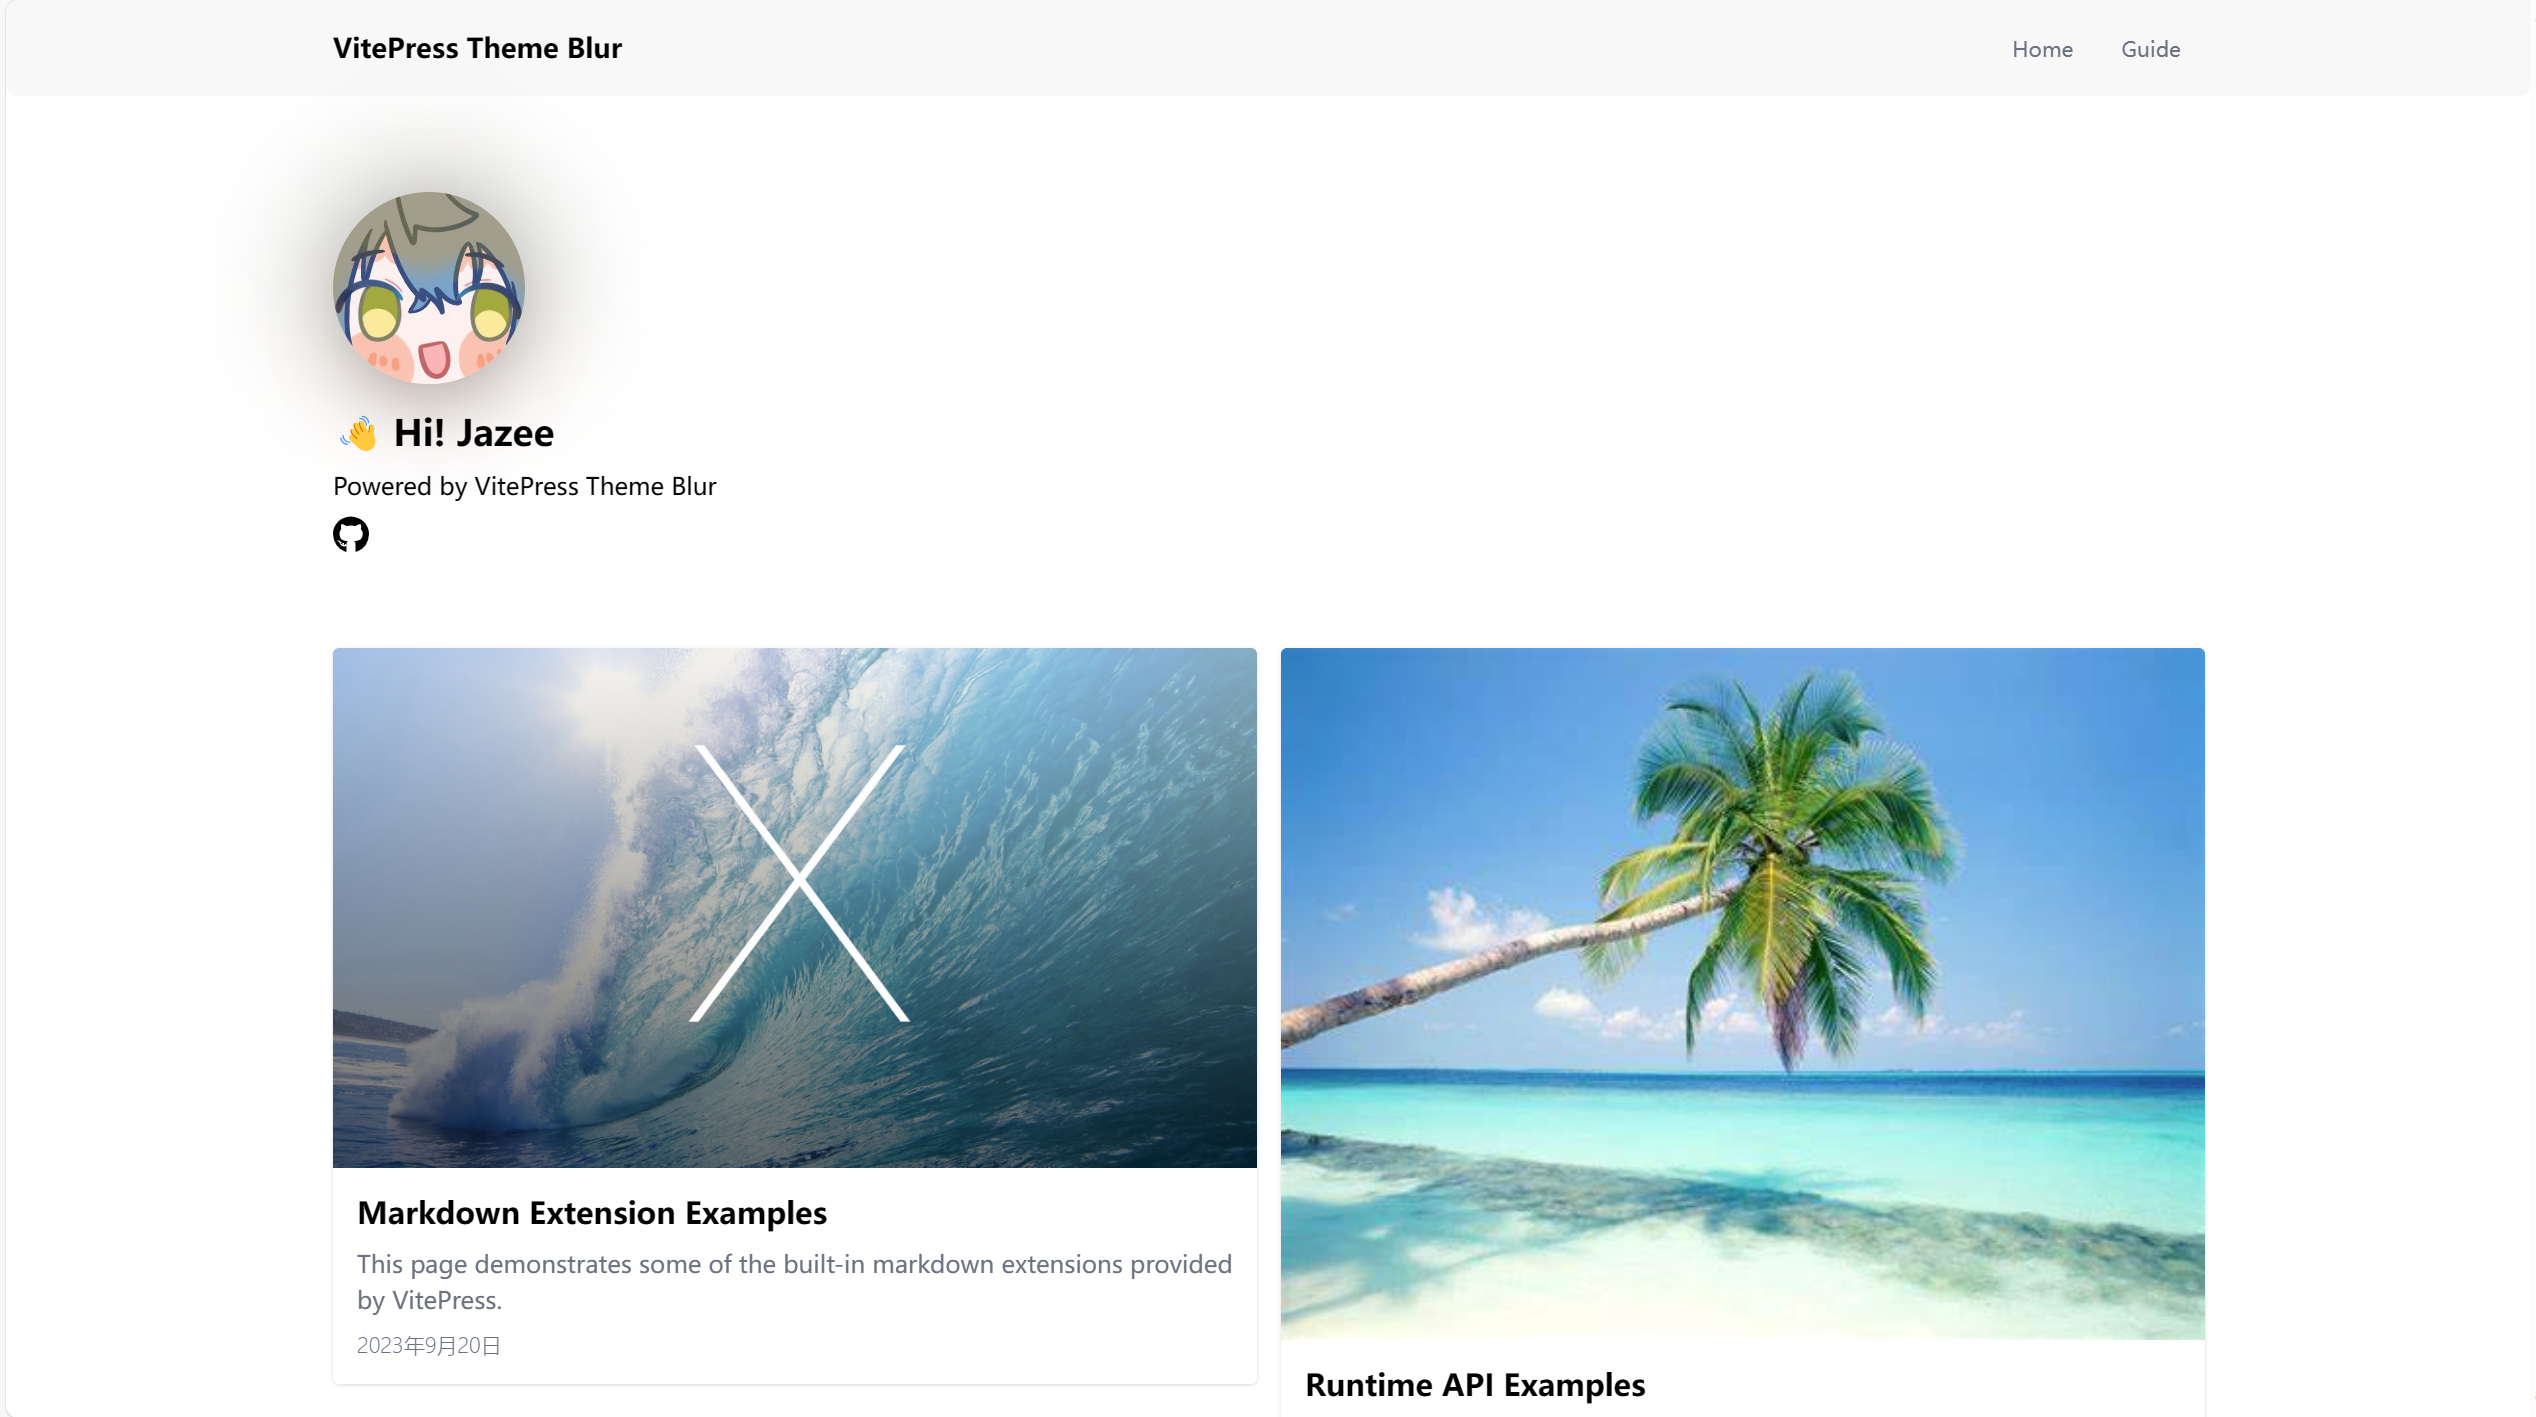 VitePress Theme Blur
Home
Guide
👋 Hi! Jazee
Powered by VitePress Theme Blur
X
Markdown Extension Examples
This page demonstrates some of the built-in markdown extensions provided
by VitePress.
2023年9月20日
Runtime API Examples